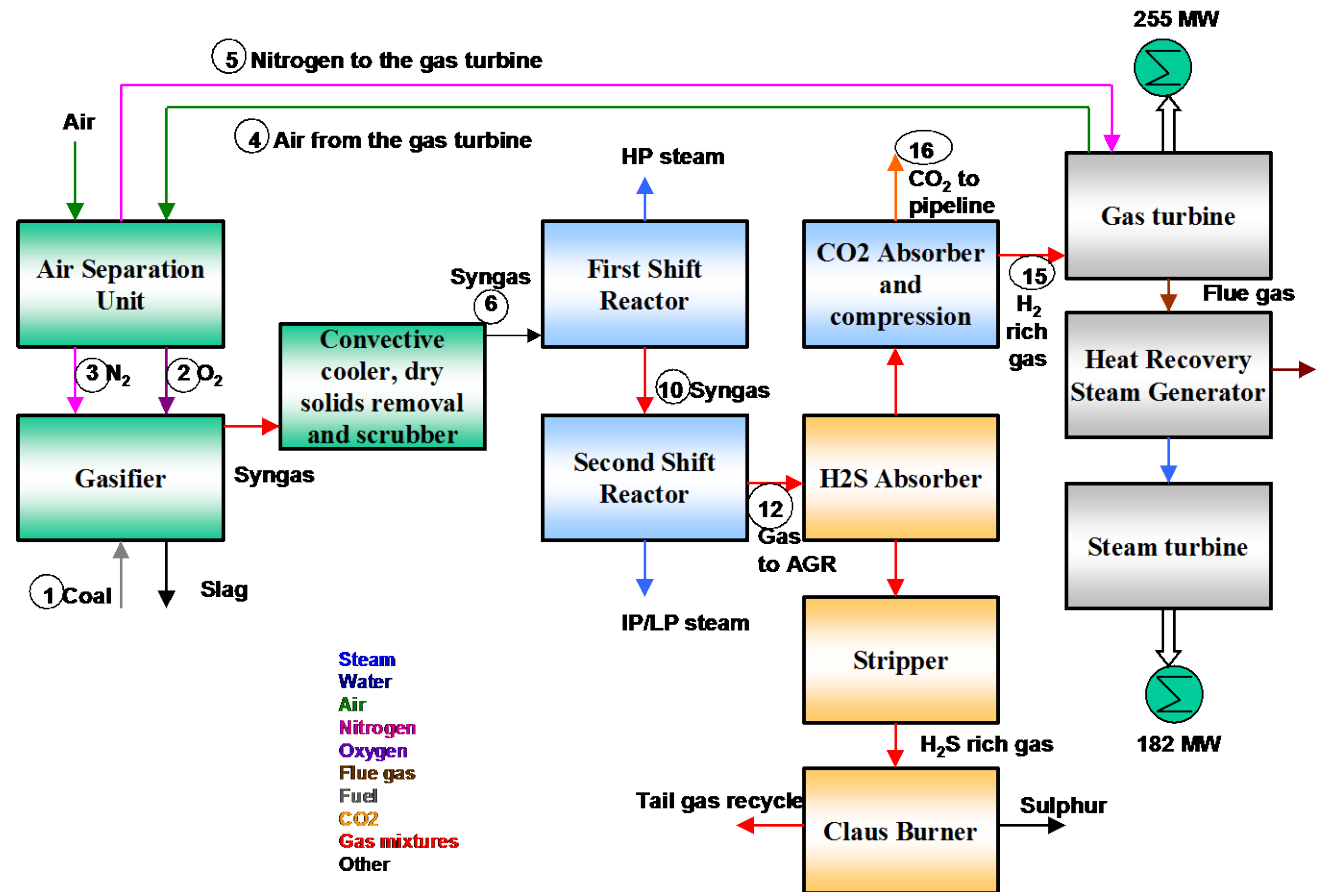 255 MW
5 Nitrogen to the gas turbine
Air
4 Air from the gas turbine
HP steam
16
CO2 to
pipeline
Air Separation
Unit
First Shift
Reactor
CO2 Absorber
and
compression
Gas turbine
Syngas
6
15
H2
rich
gas
Flue gas
Convective
cooler, dry
solids removal
and scrubber
3 N2
2 O2
10 Syngas
Heat Recovery
Steam Generator
Gasifier
Syngas
Second Shift
Reactor
12
Gas
to AGR
H2S Absorber
Steam turbine
1 Coal
Slag
IP/LP steam
Stripper
Steam
Water
Air
Nitrogen
Oxygen
Flue gas
Fuel
CO2
Gas mixtures
Other
H2S rich gas
182 MW
Tail gas recycle
Claus Burner
Sulphur